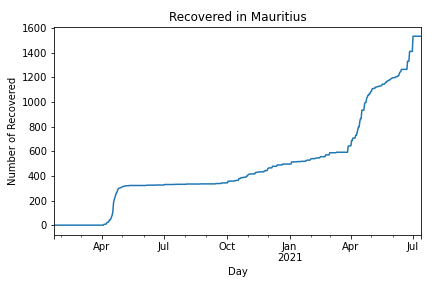 Recovered in Mauritius
1600
1400
1200
1000
800
600
400
200
0
Number of Recovered
Apr Jul Oct Jan Apr Jul
2021
Day